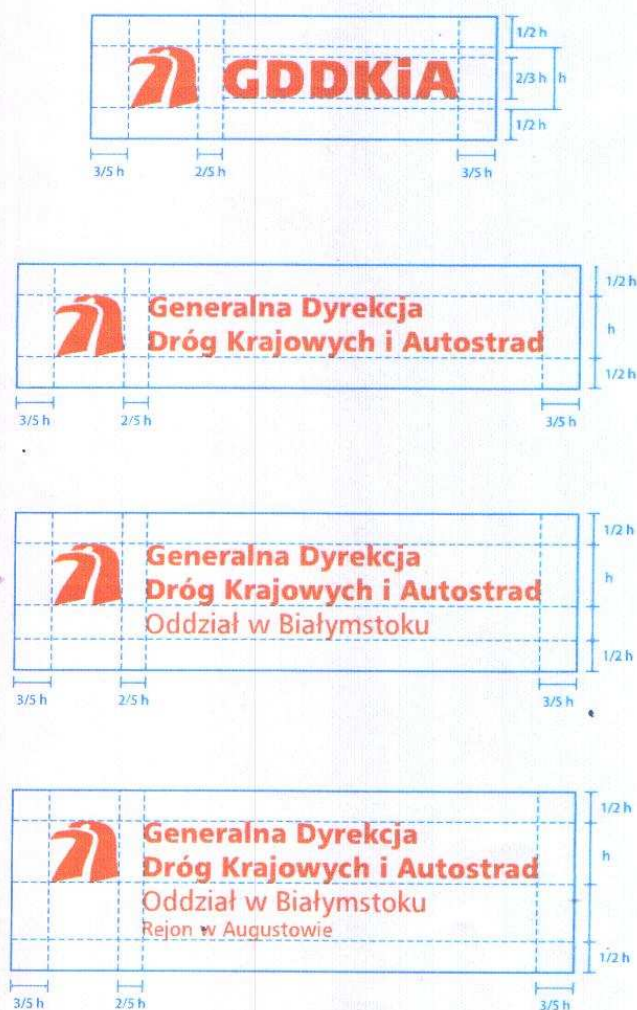 1/2 h
GDDKiA
2/3 h
h
1/2 h
3/5 h 2/5 h 3/5 h
1/2 h
Generalna Dyrekcja
h
Dróg Krajowych i Autostrad
1/2 h
3/5 h 2/5 h 3/5 h
1/2 h
Generalna Dyrekcja
h
Dróg Krajowych i Autostrad
Oddział w Białymstoku
1/2 h
3/5 h 2/5 h 3/5 h
1/2 h
Generalna Dyrekcja
h
Dróg Krajowych i Autostrad
Oddział w Białymstoku
Rejon w Augustowie
1/2 h
3/5 h 2/5 h 3/5 h